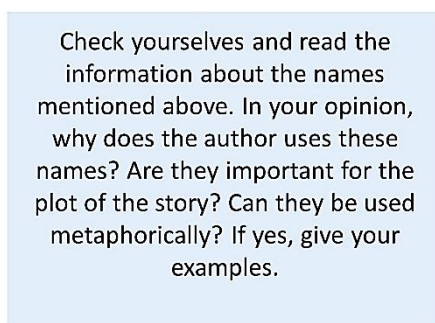 Check yourselves and read the
information about the names
mentioned above. In your opinion,
why does the author uses these
names? Are they important for the
plot of the story? Can they be used
metaphorically? If yes, give your
examples.